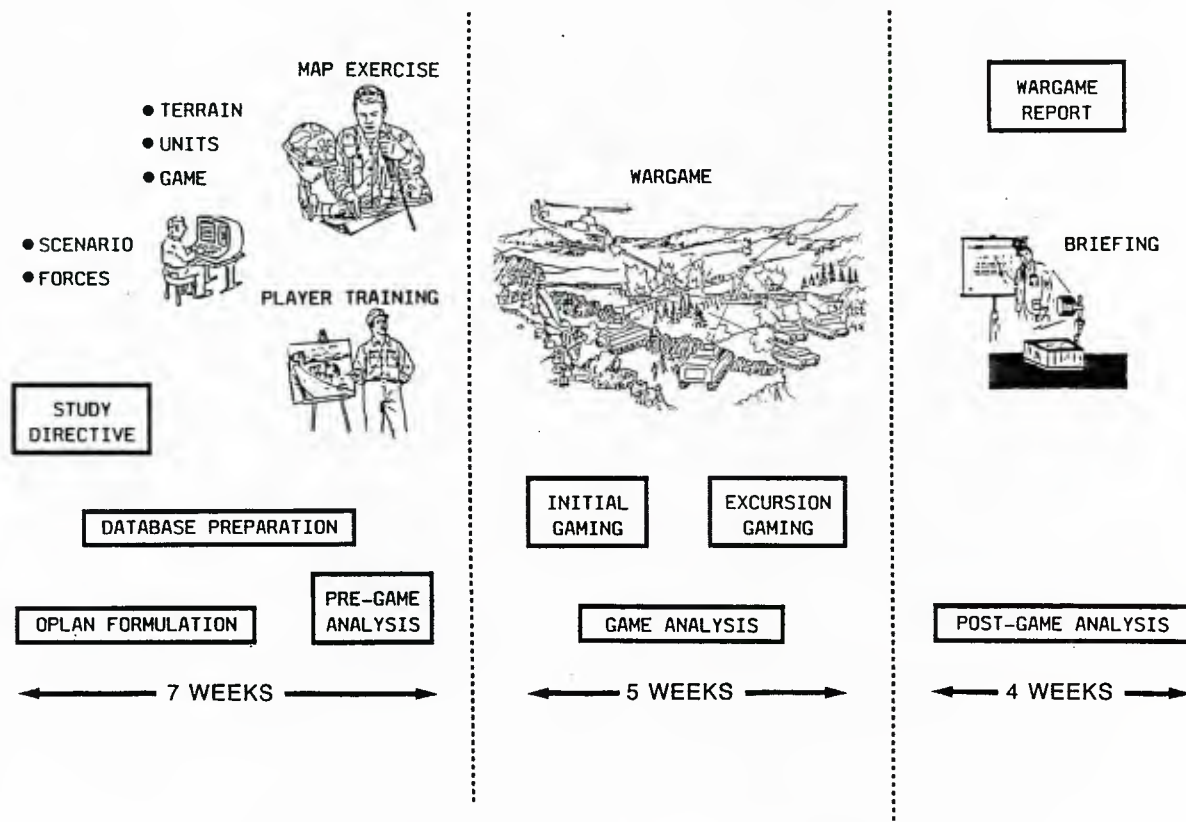 MAP EXERCISE
● TERRAIN
● UNITS
● GAME
● SCENARIO
● FORCES
PLAYER TRAINING
STUDY
DIRECTIVE
DATABASE PREPARATION
OPLAN FORMULATION
PRE-GAME
ANALYSIS
7 WEEKS
WARGAME
INITIAL
GAMING
EXCURSION
GAMING
GAME ANALYSIS
5 WEEKS
WARGAME
REPORT
BRIEFING
POST-GAME ANALYSIS
4 WEEKS